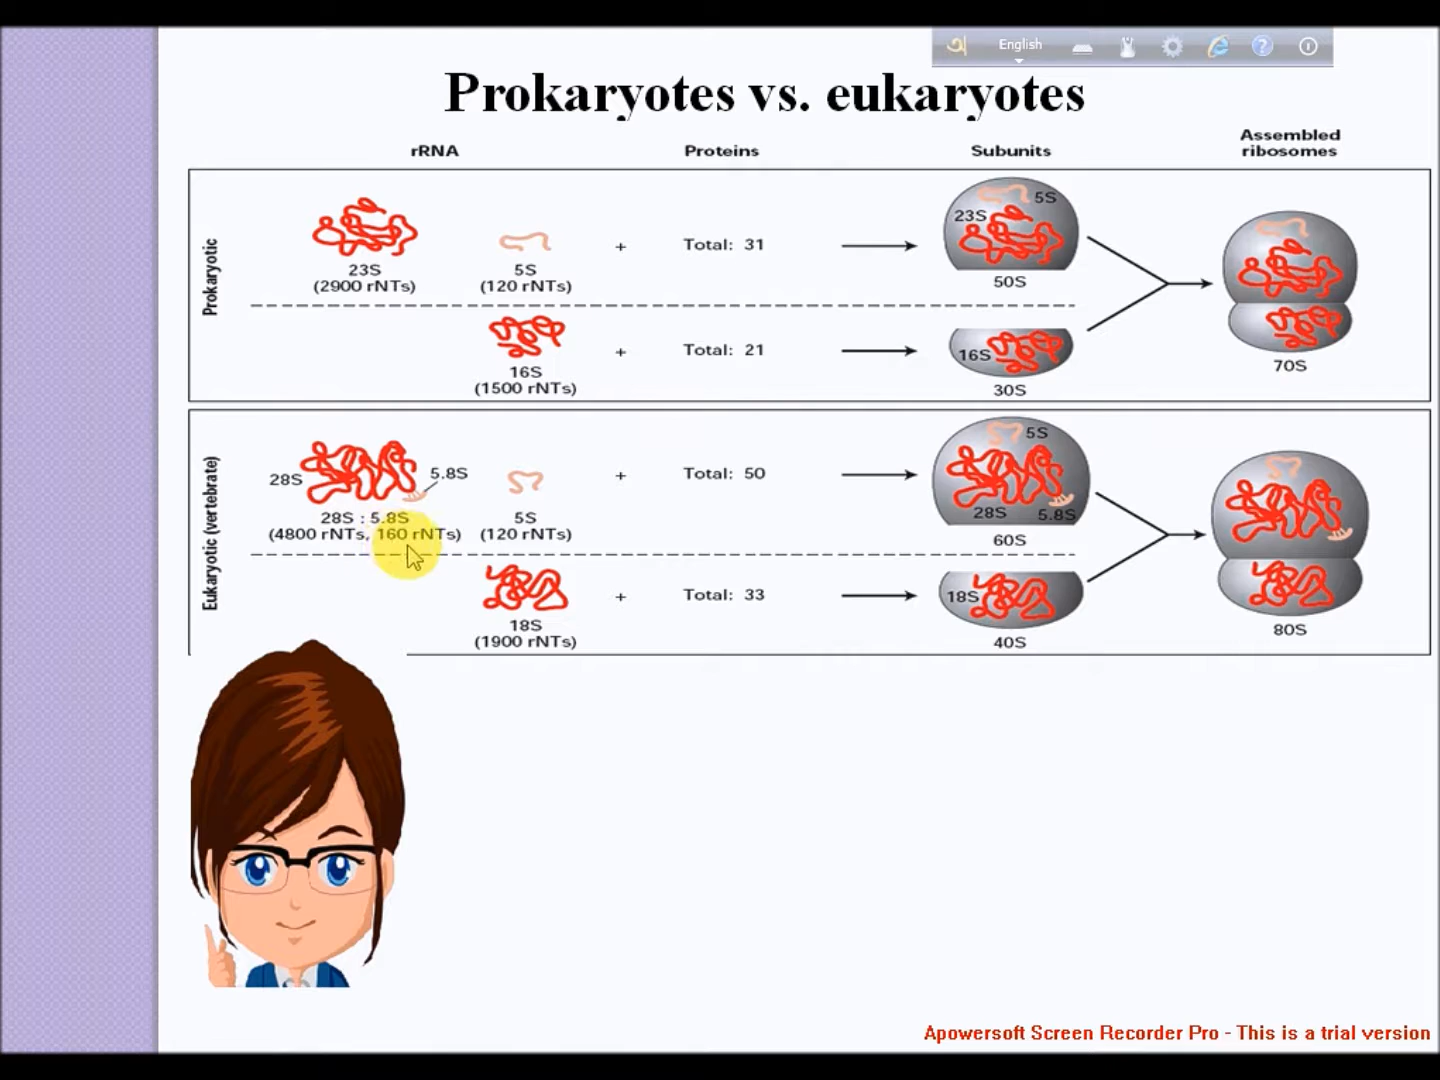 অ English
Prokaryotes vs. eukaryotes
rRNA Proteins Subunits Assembled ribosomes
Prokaryotic
23S
(2900 rNTs)
5S
(120 rNTs)
+ Total: 31
23S 5S
50S
16S
(1500 rNTs)
+ Total: 21
16S
30S
70S
Eukaryotic (vertebrate)
28S 5.8S
28S : 5.8S
(4800 rNTs, 160 rNTs)
5S
(120 rNTs)
+ Total: 50
5S
28S 5.8S
60S
18S
(1900 rNTs)
+ Total: 33
18S
40S
80S
Apowersoft Screen Recorder Pro - This is a trial version